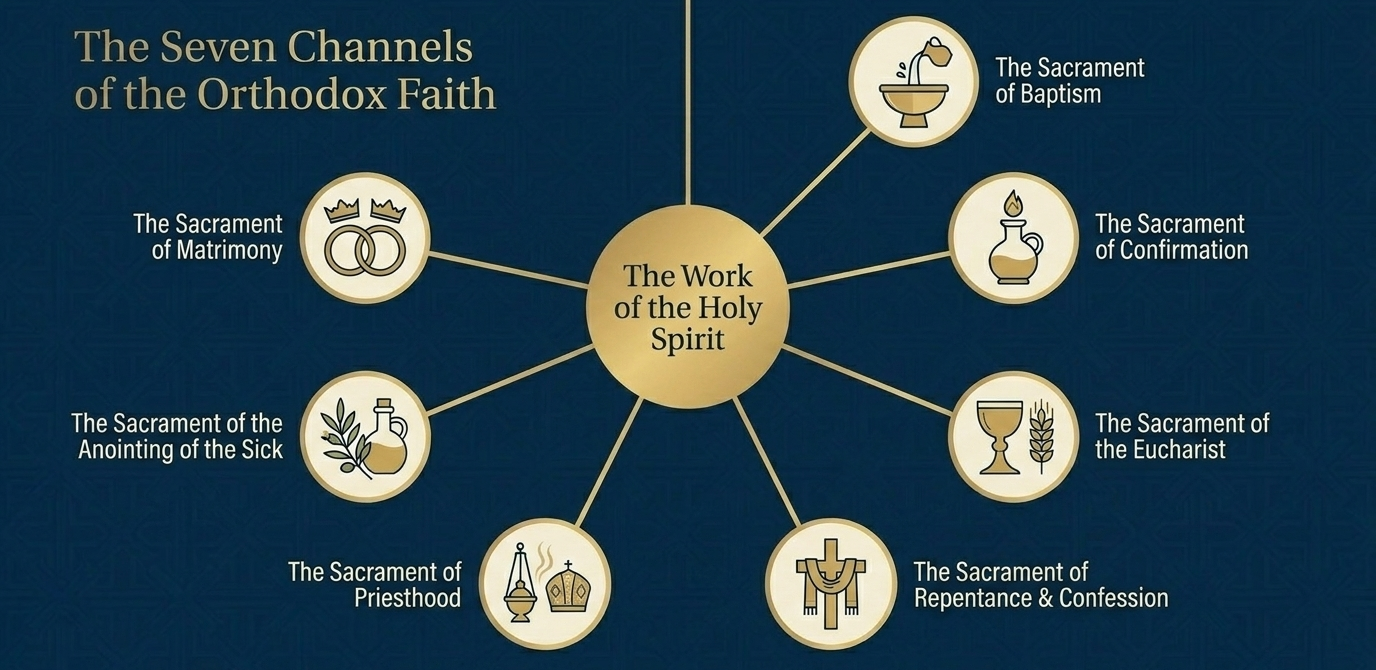 The Seven Channels
of the Orthodox Faith
The Sacrament
of Baptism
The Sacrament
of Matrimony
The Sacrament
of Confirmation
The Work
of the Holy
Spirit
The Sacrament of the
Anointing of the Sick
The Sacrament of
the Eucharist
The Sacrament of
Priesthood
The Sacrament of
Repentance & Confession